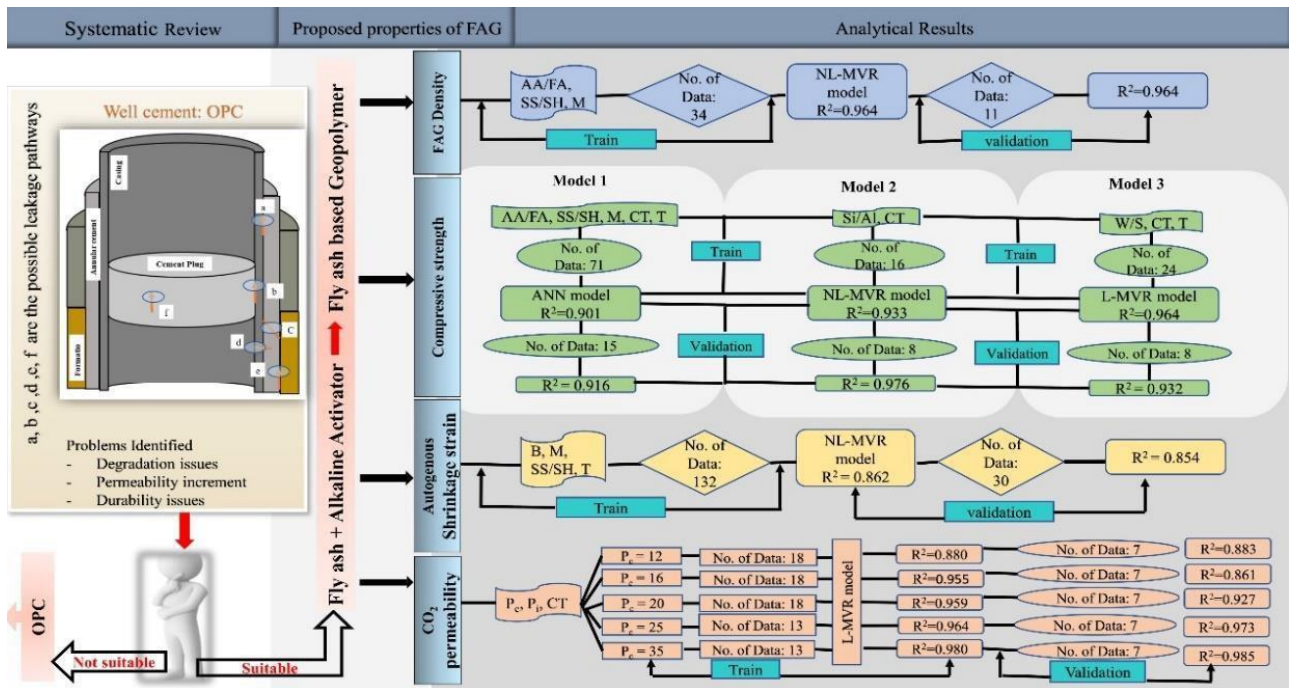 Systematic Review
Proposed properties of FAG
Analytical Results
Well cement: OPC
Casing
Annular cement
Cement Plug
Formatio
a
b
C
d
e
f
a, b ,c ,d ,c, f are the possible leakage pathways
Problems Identified
- Degradation issues
- Permeability increment
- Durability issues
OPC
Not suitable
Suitable
Fly ash + Alkaline Activator
Fly ash based Geopolymer
FAG Density
AA/FA,
SS/SH, M
No. of
Data:
34
NL-MVR
model
R²=0.964
No. of
Data:
11
R²=0.964
Train
validation
Compressive strength
Model 1
Model 2
Model 3
AA/FA, SS/SH, M, CT, T
Si/Al, CT
W/S, CT, T
No. of
Data: 71
Train
No. of
Data: 16
Train
No. of
Data: 24
ANN model
R²=0.901
NL-MVR model
R²=0.933
L-MVR model
R²=0.964
No. of Data: 15
Validation
No. of Data: 8
Validation
No. of Data: 8
R² = 0.916
R² = 0.976
R² = 0.932
Autogenous
Shrinkage strain
B, M,
SS/SH, T
No. of
Data:
132
NL-MVR
model
R² = 0.862
No. of
Data:
30
R² = 0.854
Train
validation
CO₂
permeability
Pc, Pi, CT
Pc = 12
No. of Data: 18
R²=0.880
No. of Data: 7
R²=0.883
Pc = 16
No. of Data: 18
R²=0.955
No. of Data: 7
R²=0.861
Pc = 20
No. of Data: 18
R²=0.959
No. of Data: 7
R²=0.927
Pc = 25
No. of Data: 13
R²=0.964
No. of Data: 7
R²=0.973
Pc = 35
No. of Data: 13
R²=0.980
No. of Data: 7
R²=0.985
L-MVR model
Train
Validation